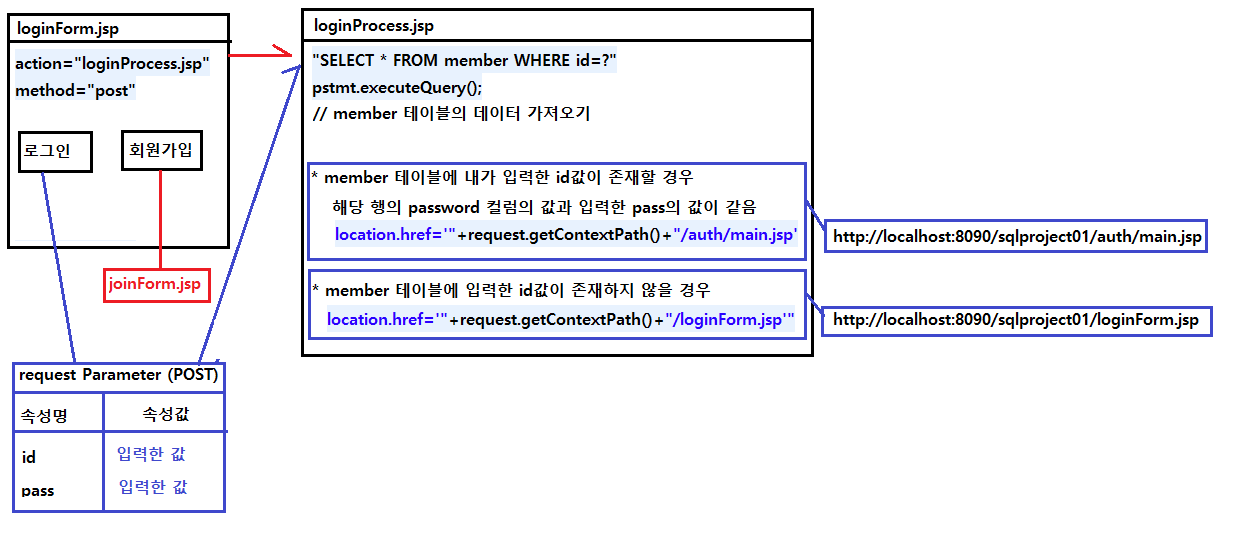 loginForm.jsp
action="loginProcess.jsp"
method="post"
로그인
회원가입
joinForm.jsp
request Parameter (POST)
속성명 속성값
id 입력한 값
pass 입력한 값
loginProcess.jsp
"SELECT * FROM member WHERE id=?"
pstmt.executeQuery();
// member 테이블의 데이터 가져오기
* member 테이블에 내가 입력한 id값이 존재할 경우
해당 행의 password 컬럼의 값과 입력한 pass의 값이 같음
location.href='"+request.getContextPath()+"/auth/main.jsp'
* member 테이블에 입력한 id값이 존재하지 않을 경우
location.href='"+request.getContextPath()+"/loginForm.jsp'"
http://localhost:8090/sqlproject01/auth/main.jsp
http://localhost:8090/sqlproject01/loginForm.jsp